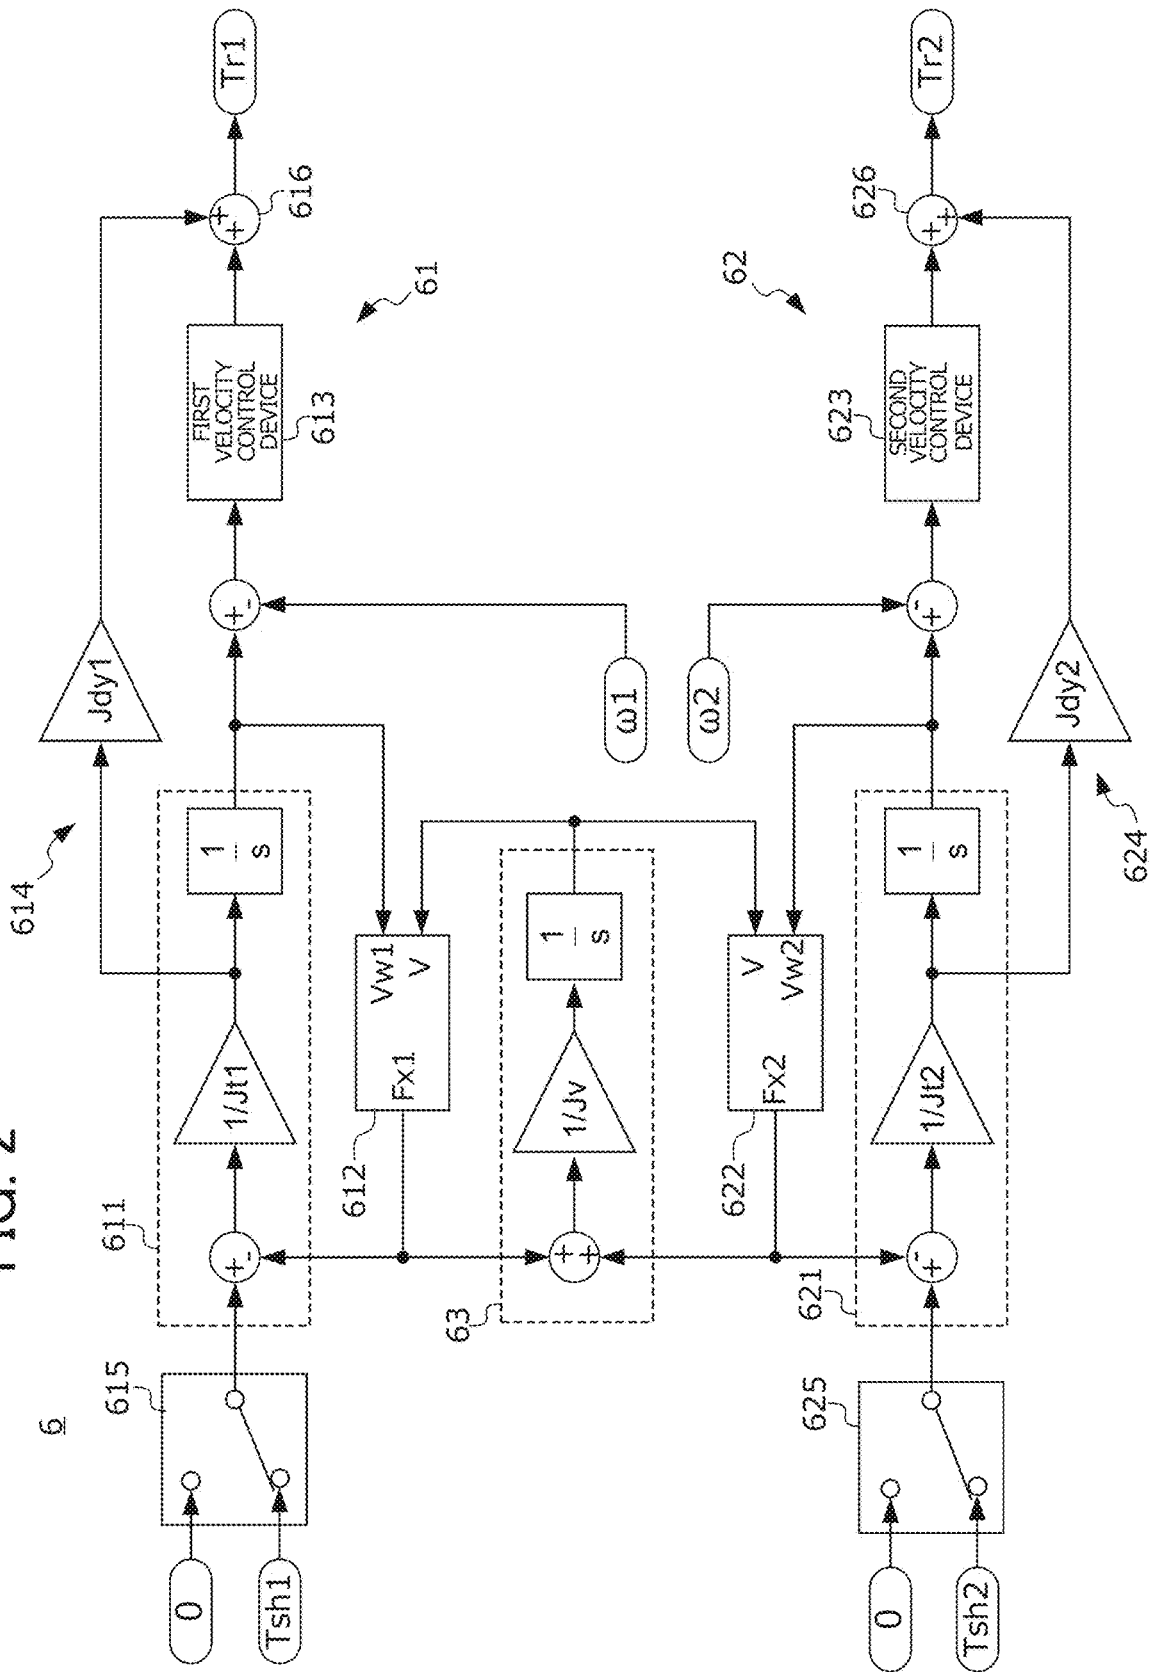 FIG. 2
6
0
Tsh1
615
611
+
-
1/Jt1
1
s
614
Jdy1
+
-
FIRST
VELOCITY
CONTROL
DEVICE
613
+
+
616
Tr1
61
612
Fx1
Vw1
V
ω1
63
+
+
1/Jv
1
s
622
Fx2
V
Vw2
ω2
62
0
Tsh2
625
621
+
-
1/Jt2
1
s
624
Jdy2
+
-
SECOND
VELOCITY
CONTROL
DEVICE
623
+
+
626
Tr2